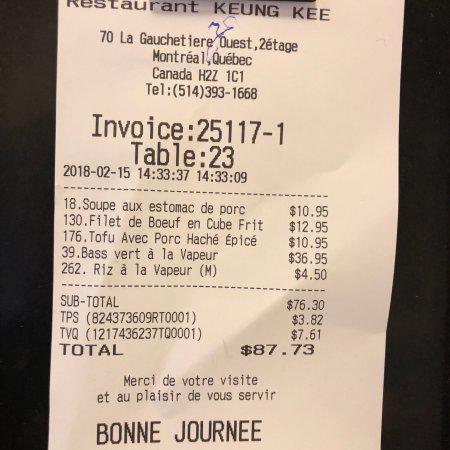 Restaurant KEUNG KEE
70 La Gauchetiere Ouest,2étage
Montréal,Québec
Canada H2Z 1C1
Tel:(514)393-1668
Invoice:25117-1
Table:23
2018-02-15 14:33:37 14:33:09
18.Soupe aux estomac de porc $10.95
130.Filet de Boeuf en Cube Frit $12.95
176.Tofu Avec Porc Haché Épicé $10.95
39.Bass vert à la Vapeur $36.95
262. Riz à la Vapeur (M) $4.50
SUB-TOTAL $76.30
TPS (824373609RT0001) $3.82
TVQ (1217436237TQ0001) $7.61
TOTAL $87.73
Merci de votre visite
et au plaisir de vous servir
BONNE JOURNEE